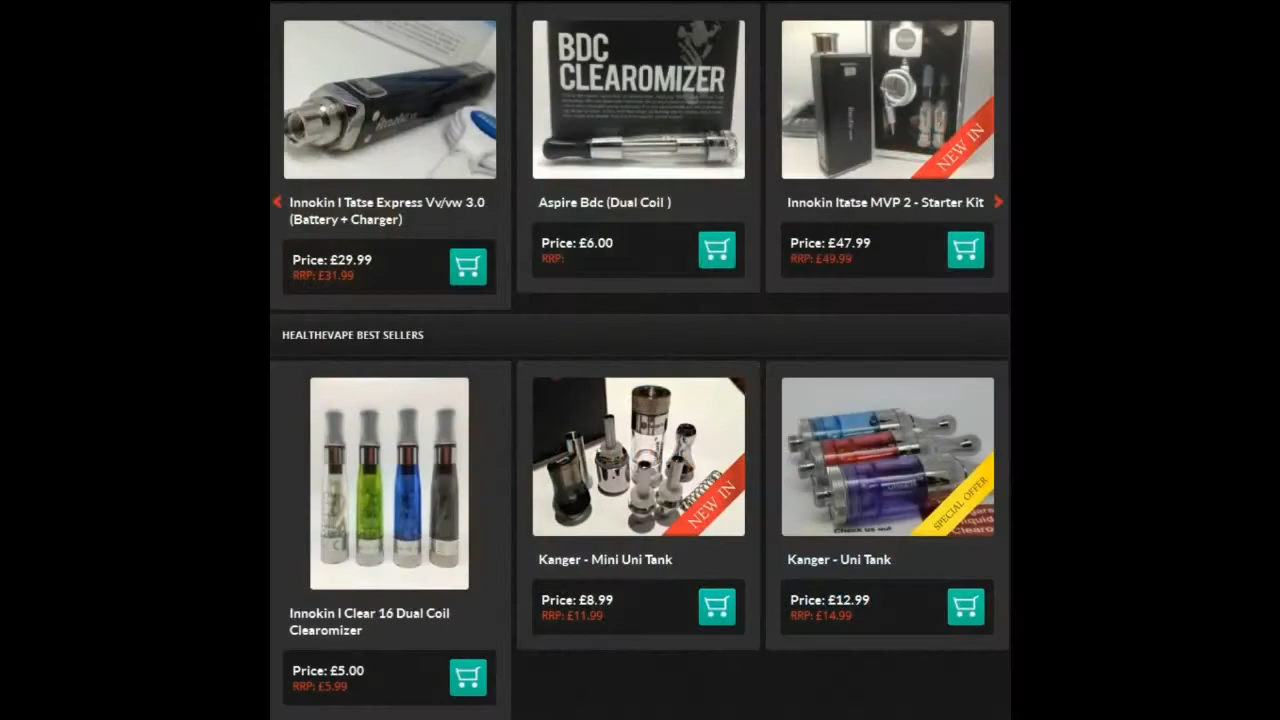 BDC
CLEAROMIZER
NEW IN
Innokin I Tatse Express Vv/vw 3.0
(Battery + Charger)
Price: £29.99
RRP: £31.99
Aspire Bdc (Dual Coil )
Price: £6.00
RRP:
Innokin Itatse MVP 2 - Starter Kit
Price: £47.99
RRP: £49.99
HEALTHEVAPE BEST SELLERS
Innokin I Clear 16 Dual Coil
Clearomizer
Price: £5.00
RRP: £5.99
NEW IN
Kanger - Mini Uni Tank
Price: £8.99
RRP: £11.99
SPECIAL OFFER
Check us out
Kanger - Uni Tank
Price: £12.99
RRP: £14.99